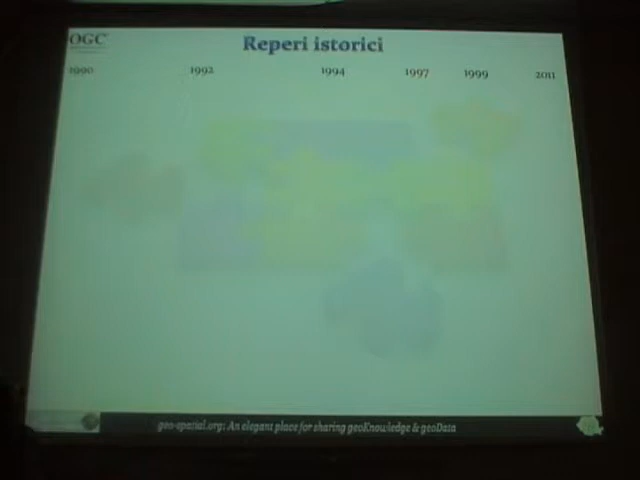 OGC
Reperi istorici
1990 1992 1994 1997 1999 2011
geo-spatial.org: An elegant place for sharing geoKnowledge & geoData